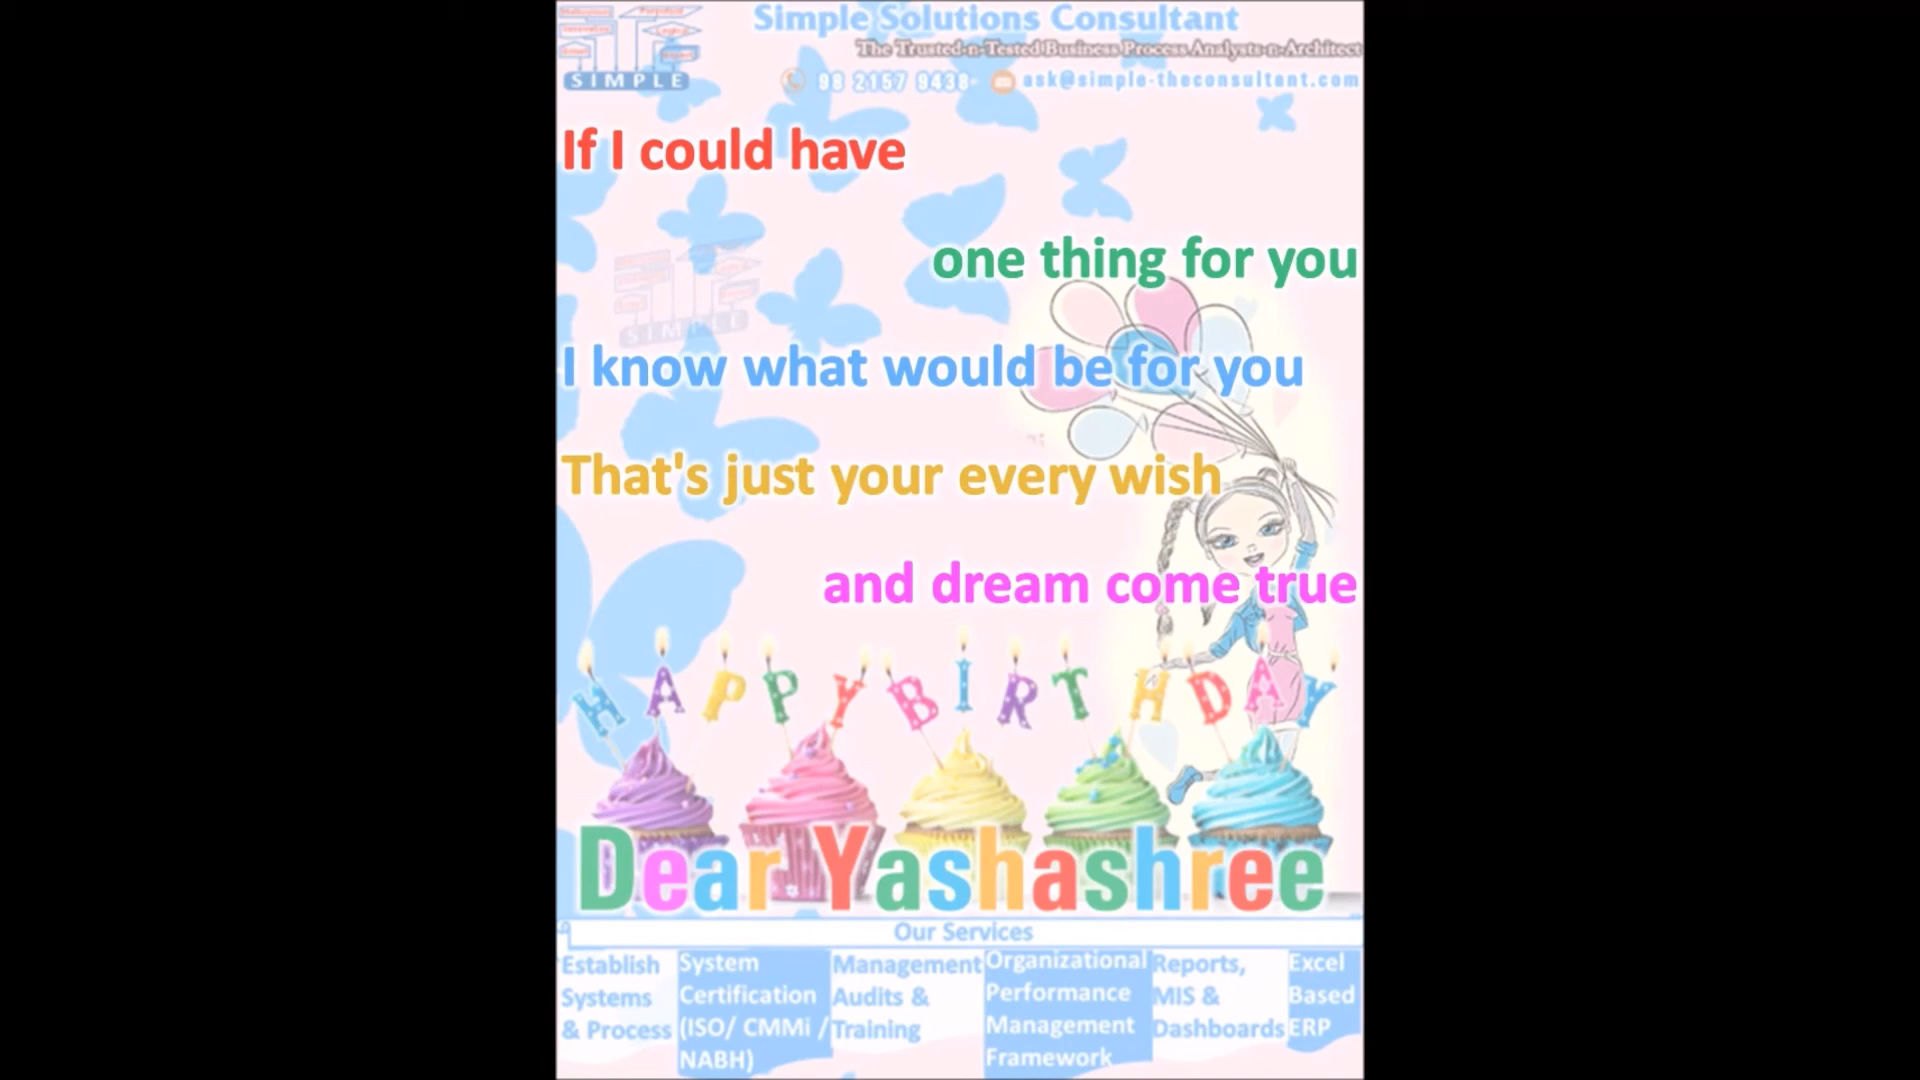 Simple Solutions Consultant
The Trusted-n-Tested Business Process Analysts-n-Architect
SIMPLE
98 2157 9438- ask@simple-theconsultant.com
If I could have
one thing for you
SIMPLE
I know what would be for you
That's just your every wish
and dream come true
HAPPY BIRTHDAY
Dear Yashashree
Our Services
Establish
Systems
& Process
System
Certification
(ISO/ CMMi /
NABH)
Management
Audits &
Training
Organizational
Performance
Management
Framework
Reports,
MIS &
Dashboards
Excel
Based
ERP